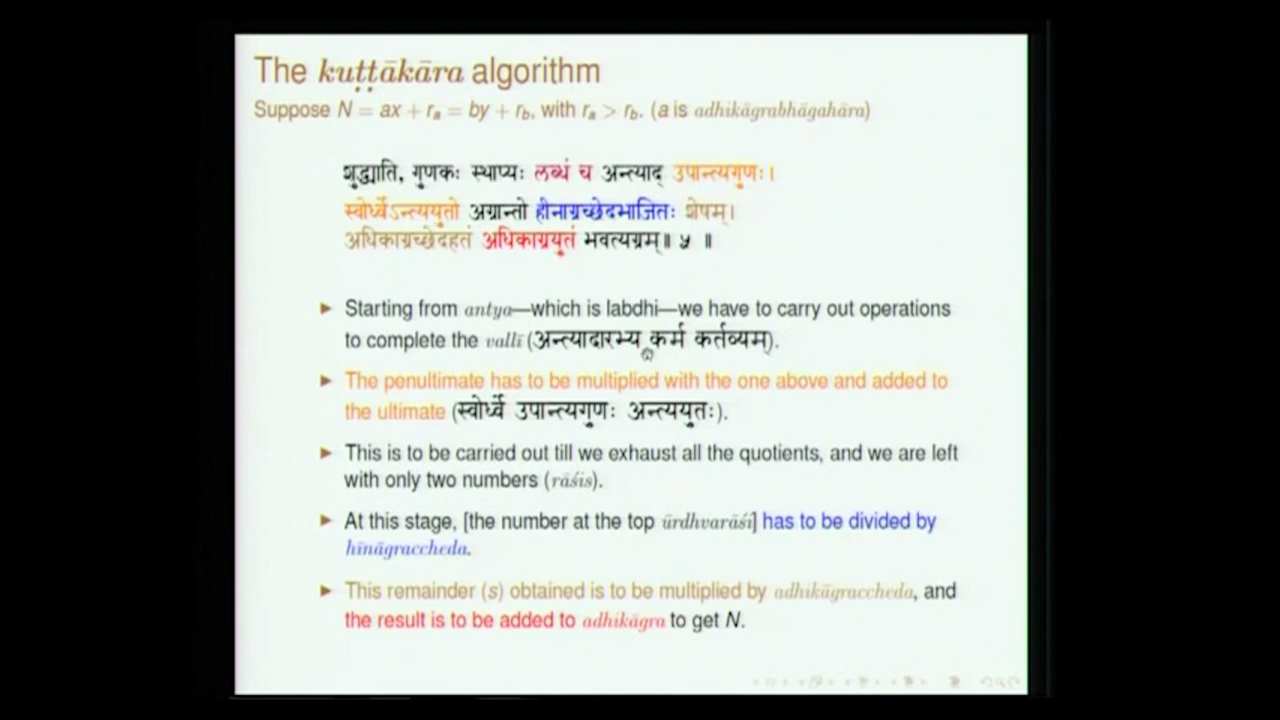 The kuṭṭākāra algorithm
Suppose N = ax + rₐ = by + r_b, with rₐ > r_b. (a is adhikāgrabhāgahāra)
शुद्ध्याति, गुणकः स्थाप्यः लब्धं च अन्त्याद् उपान्त्यगुणः।
स्वोर्ध्वेऽन्त्ययुतो अग्रान्तो हीनाग्रच्छेदभाजितः शेषम्।
अधिकाग्रच्छेदहतं अधिकाग्रयुतं भवत्यग्रम्॥ ५ ॥
► Starting from antya—which is labdhi—we have to carry out operations
to complete the vallī (अन्त्यादारभ्य कर्म कर्तव्यम्).
► The penultimate has to be multiplied with the one above and added to
the ultimate (स्वोर्ध्वे उपान्त्यगुणः अन्त्ययुतः).
► This is to be carried out till we exhaust all the quotients, and we are left
with only two numbers (rāśis).
► At this stage, [the number at the top ūrdhvarāśi] has to be divided by
hīnāgraccheda.
► This remainder (s) obtained is to be multiplied by adhikāgraccheda, and
the result is to be added to adhikāgra to get N.